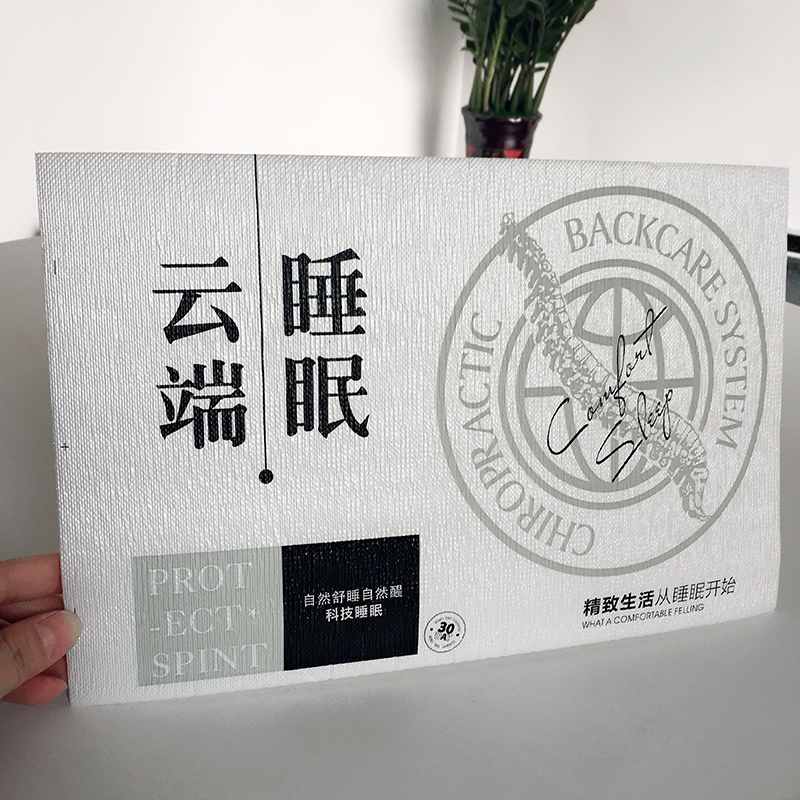 云端
睡眠
BACKCARE SYSTEM
CHIROPRACTIC
Comfort
Sleep
PROT
ECT
SPINT
自然舒睡自然醒
科技睡眠
30
精致生活从睡眠开始
WHAT A COMFORTABLE FELLING